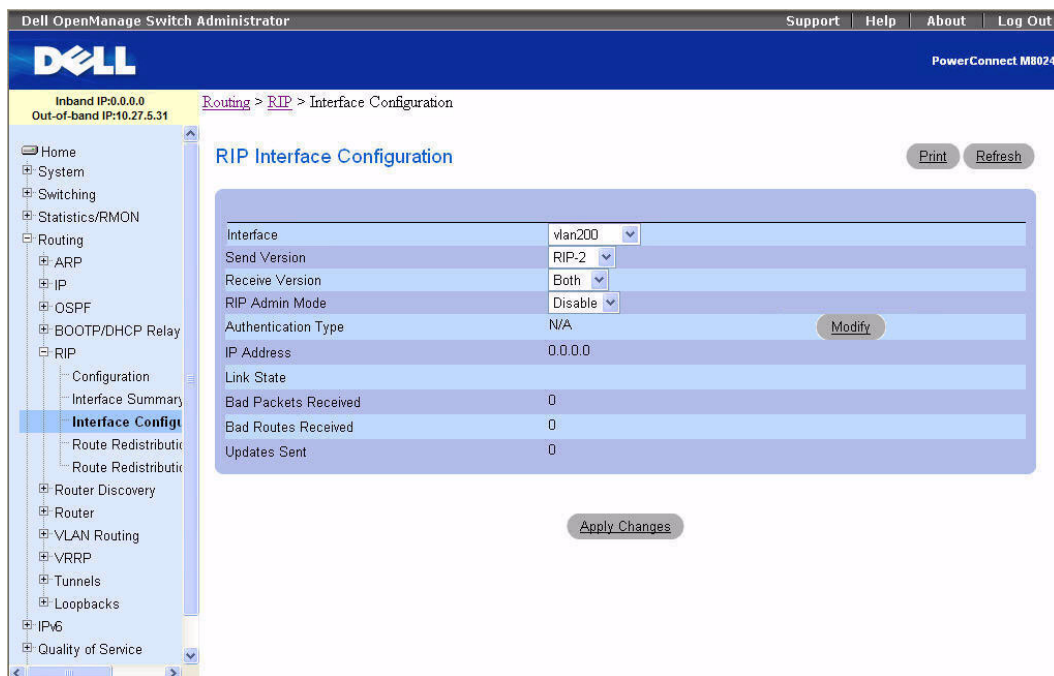 Dell OpenManage Switch Administrator
Support | Help | About | Log Out
DELL
PowerConnect M8024
Inband IP:0.0.0.0
Out-of-band IP:10.27.5.31
Routing > RIP > Interface Configuration
Home
System
Switching
Statistics/RMON
Routing
ARP
IP
OSPF
BOOTP/DHCP Relay
RIP
Configuration
Interface Summary
Interface Configu
Route Redistributio
Route Redistributio
Router Discovery
Router
VLAN Routing
VRRP
Tunnels
Loopbacks
IPv6
Quality of Service
RIP Interface Configuration
Print Refresh
Interface vlan200
Send Version RIP-2
Receive Version Both
RIP Admin Mode Disable
Authentication Type N/A Modify
IP Address 0.0.0.0
Link State
Bad Packets Received 0
Bad Routes Received 0
Updates Sent 0
Apply Changes